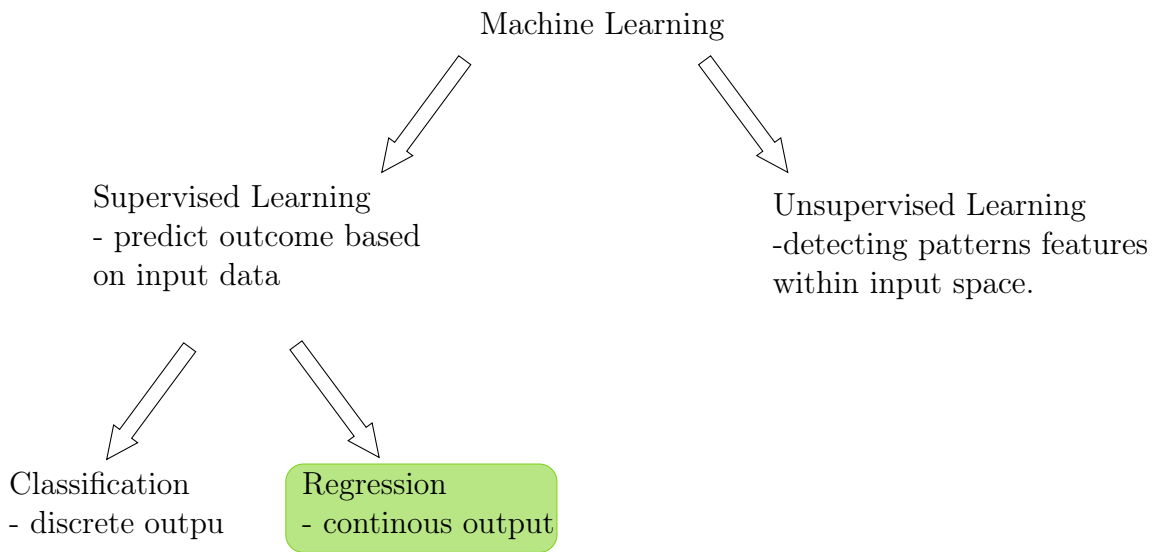 Machine Learning
Supervised Learning
- predict outcome based
on input data
Unsupervised Learning
-detecting patterns features
within input space.
Classification
- discrete outpu
Regression
- continous output